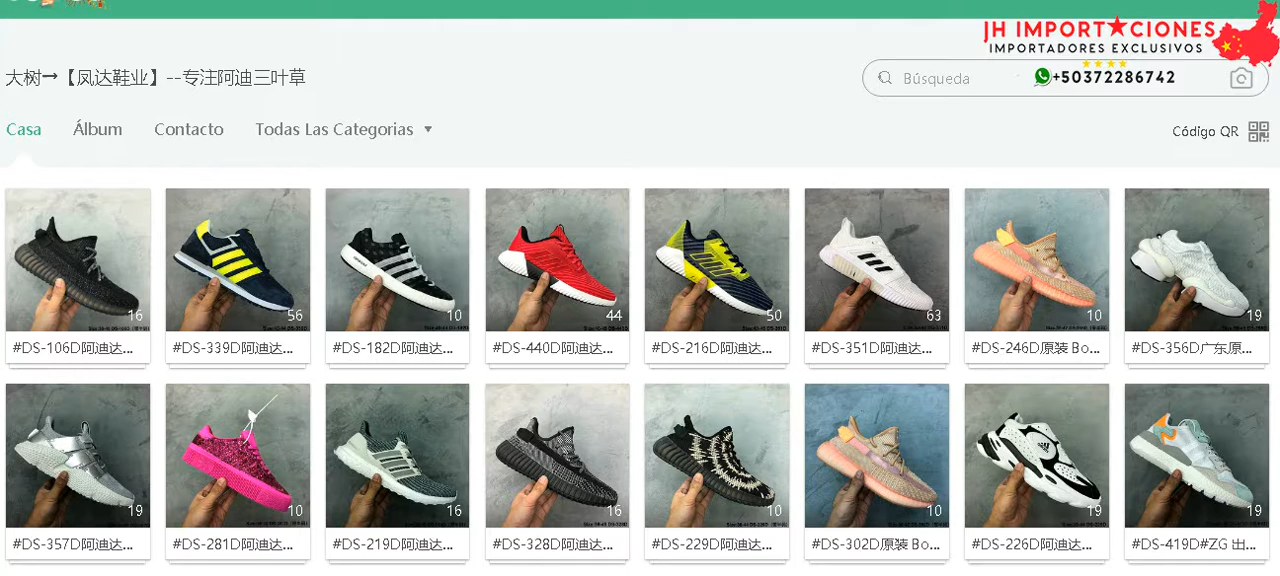 JH IMPORT★CIONES
IMPORTADORES EXCLUSIVOS
大树→【凤达鞋业】--专注阿迪三叶草
Búsqueda
+50372286742
Casa
Álbum
Contacto
Todas Las Categorias
Código QR
16
56
10
44
50
63
10
19
#DS-106D阿迪达...
#DS-339D阿迪达...
#DS-182D阿迪达...
#DS-440D阿迪达...
#DS-216D阿迪达...
#DS-351D阿迪达...
#DS-246D原装 Bo...
#DS-356D广东原...
19
10
16
16
10
10
19
19
#DS-357D阿迪达...
#DS-281D阿迪达...
#DS-219D阿迪达...
#DS-328D阿迪达...
#DS-229D阿迪达...
#DS-302D原装 Bo...
#DS-226D阿迪达...
#DS-419D#ZG 出...